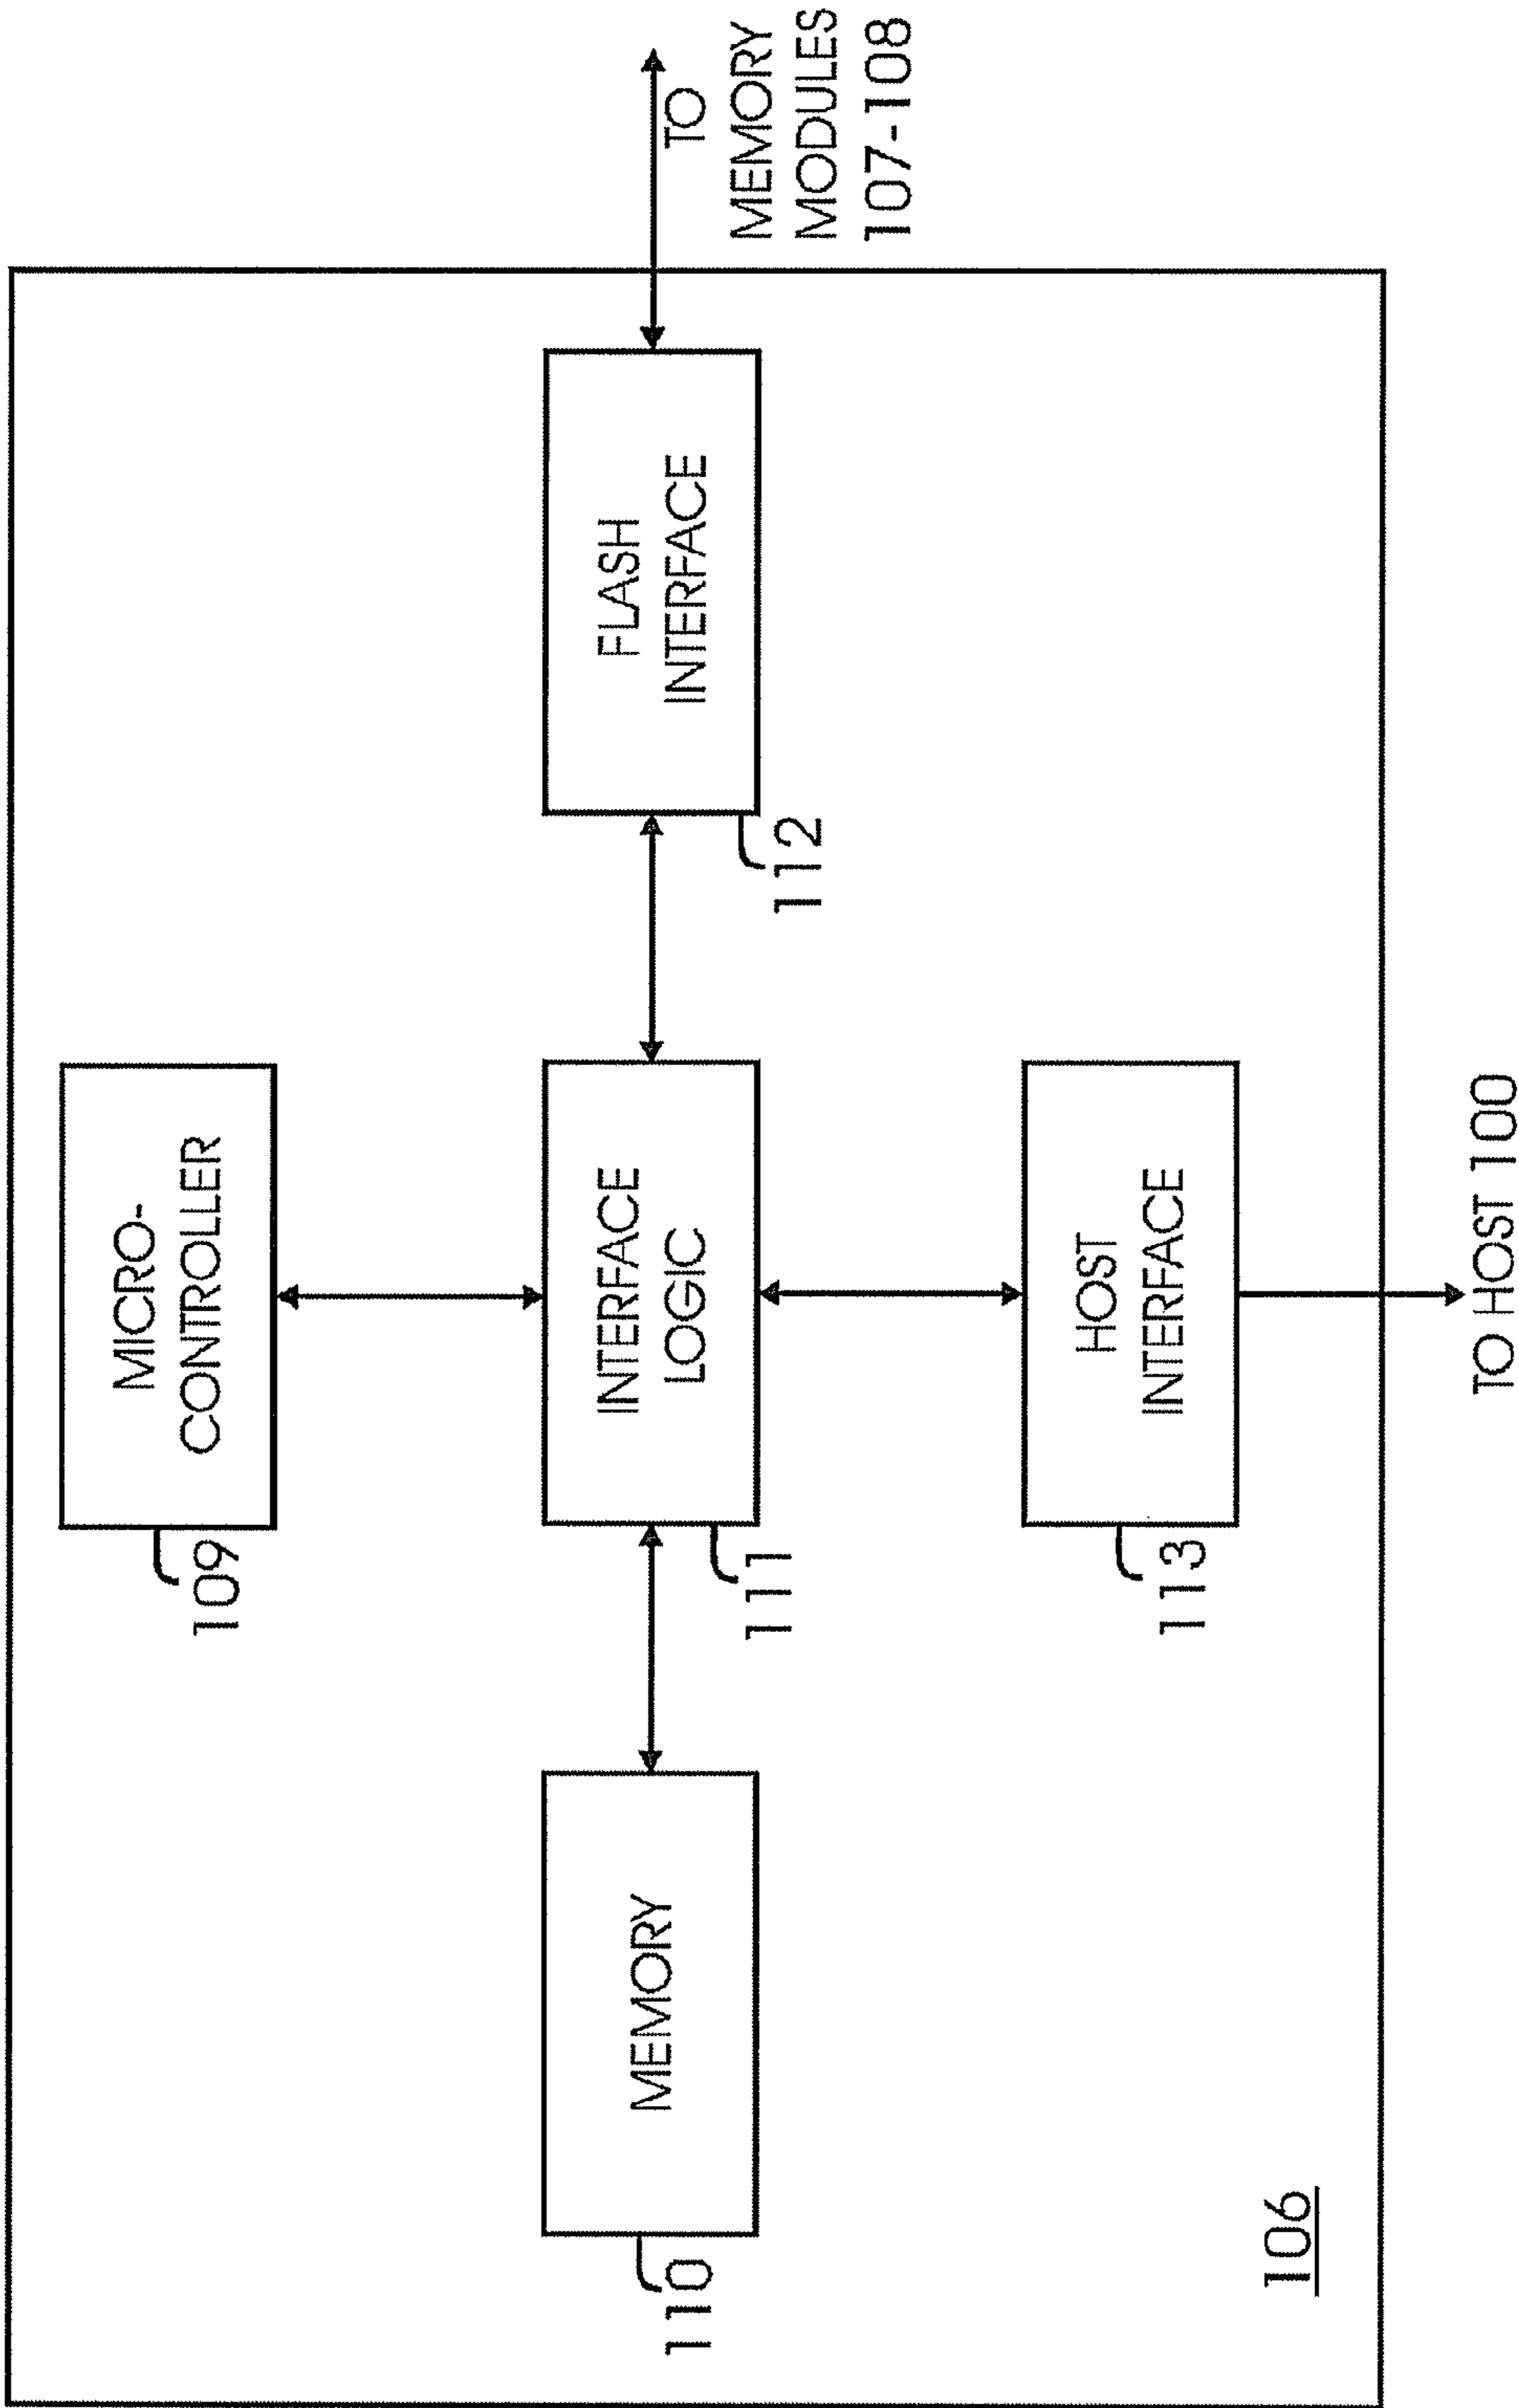 MICRO-
CONTROLLER
109
MEMORY
110
INTERFACE
LOGIC
111
FLASH
INTERFACE
112
TO
MEMORY
MODULES
107-108
HOST
INTERFACE
113
106
TO HOST 100